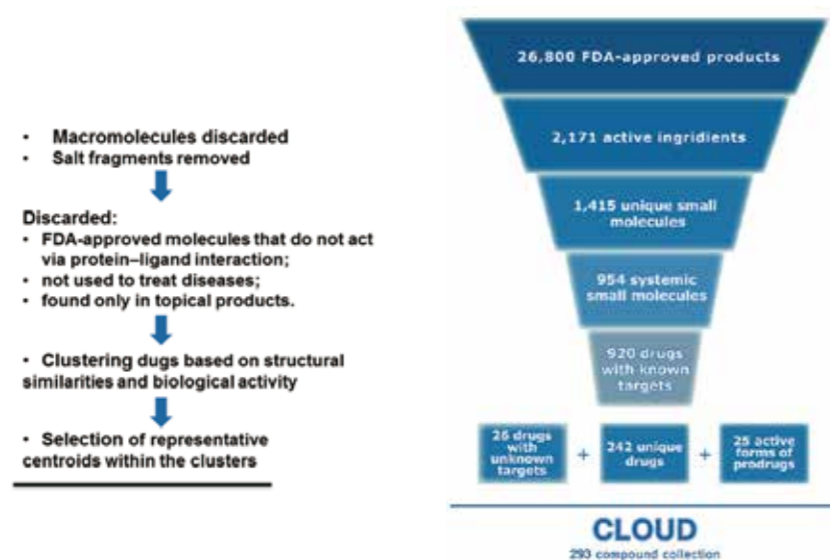 • Macromolecules discarded
• Salt fragments removed
Discarded:
• FDA-approved molecules that do not act
via protein–ligand interaction;
• not used to treat diseases;
• found only in topical products.
• Clustering dugs based on structural
similarities and biological activity
• Selection of representative
centroids within the clusters
26,800 FDA-approved products
2,171 active ingridients
1,415 unique small
molecules
954 systemic
small molecules
920 drugs
with known
targets
26 drugs
with
unknown
targets
+
242 unique
drugs
+
25 active
forms of
prodrugs
CLOUD
293 compound collection